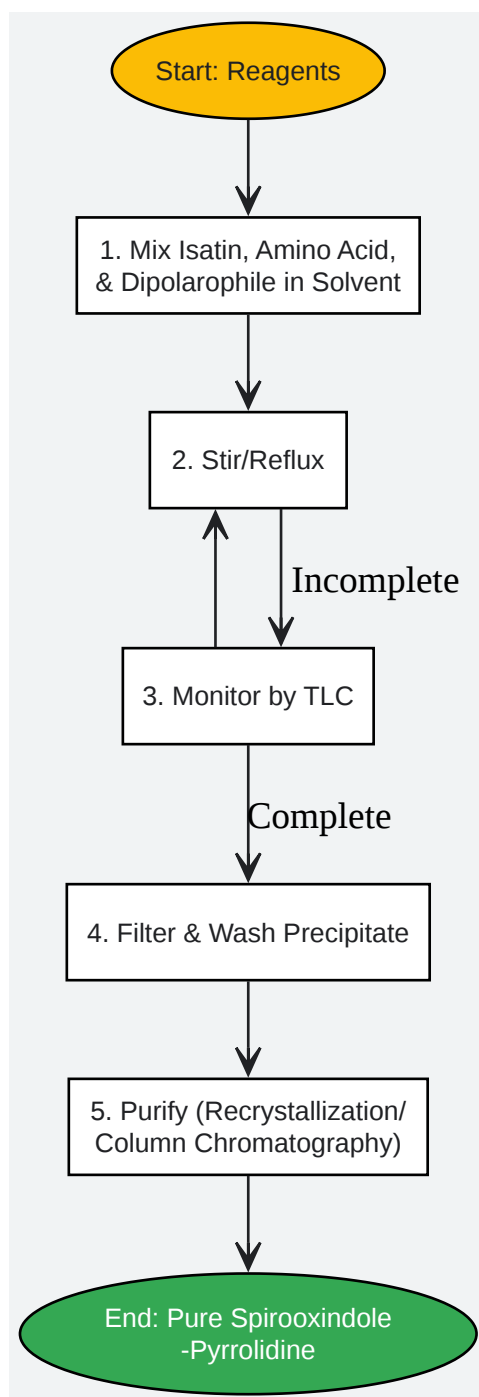 Start: Reagents
1. Mix Isatin, Amino Acid,
& Dipolarophile in Solvent
2. Stir/Reflux
Incomplete
3. Monitor by TLC
Complete
4. Filter & Wash Precipitate
5. Purify (Recrystallization/
Column Chromatography)
End: Pure Spirooxindole
-Pyrrolidine